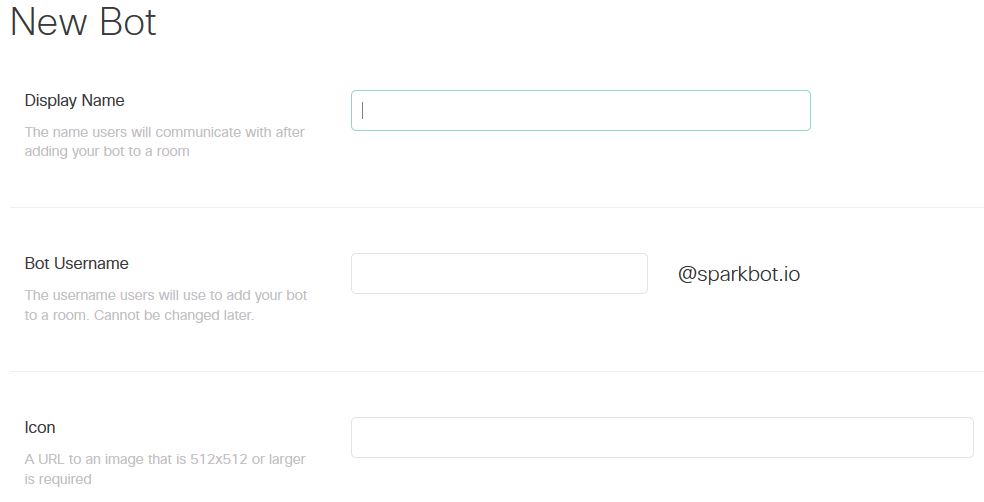 New Bot
Display Name
The name users will communicate with after
adding your bot to a room
Bot Username
@sparkbot.io
The username users will use to add your bot
to a room. Cannot be changed later.
Icon
A URL to an image that is 512x512 or larger
is required